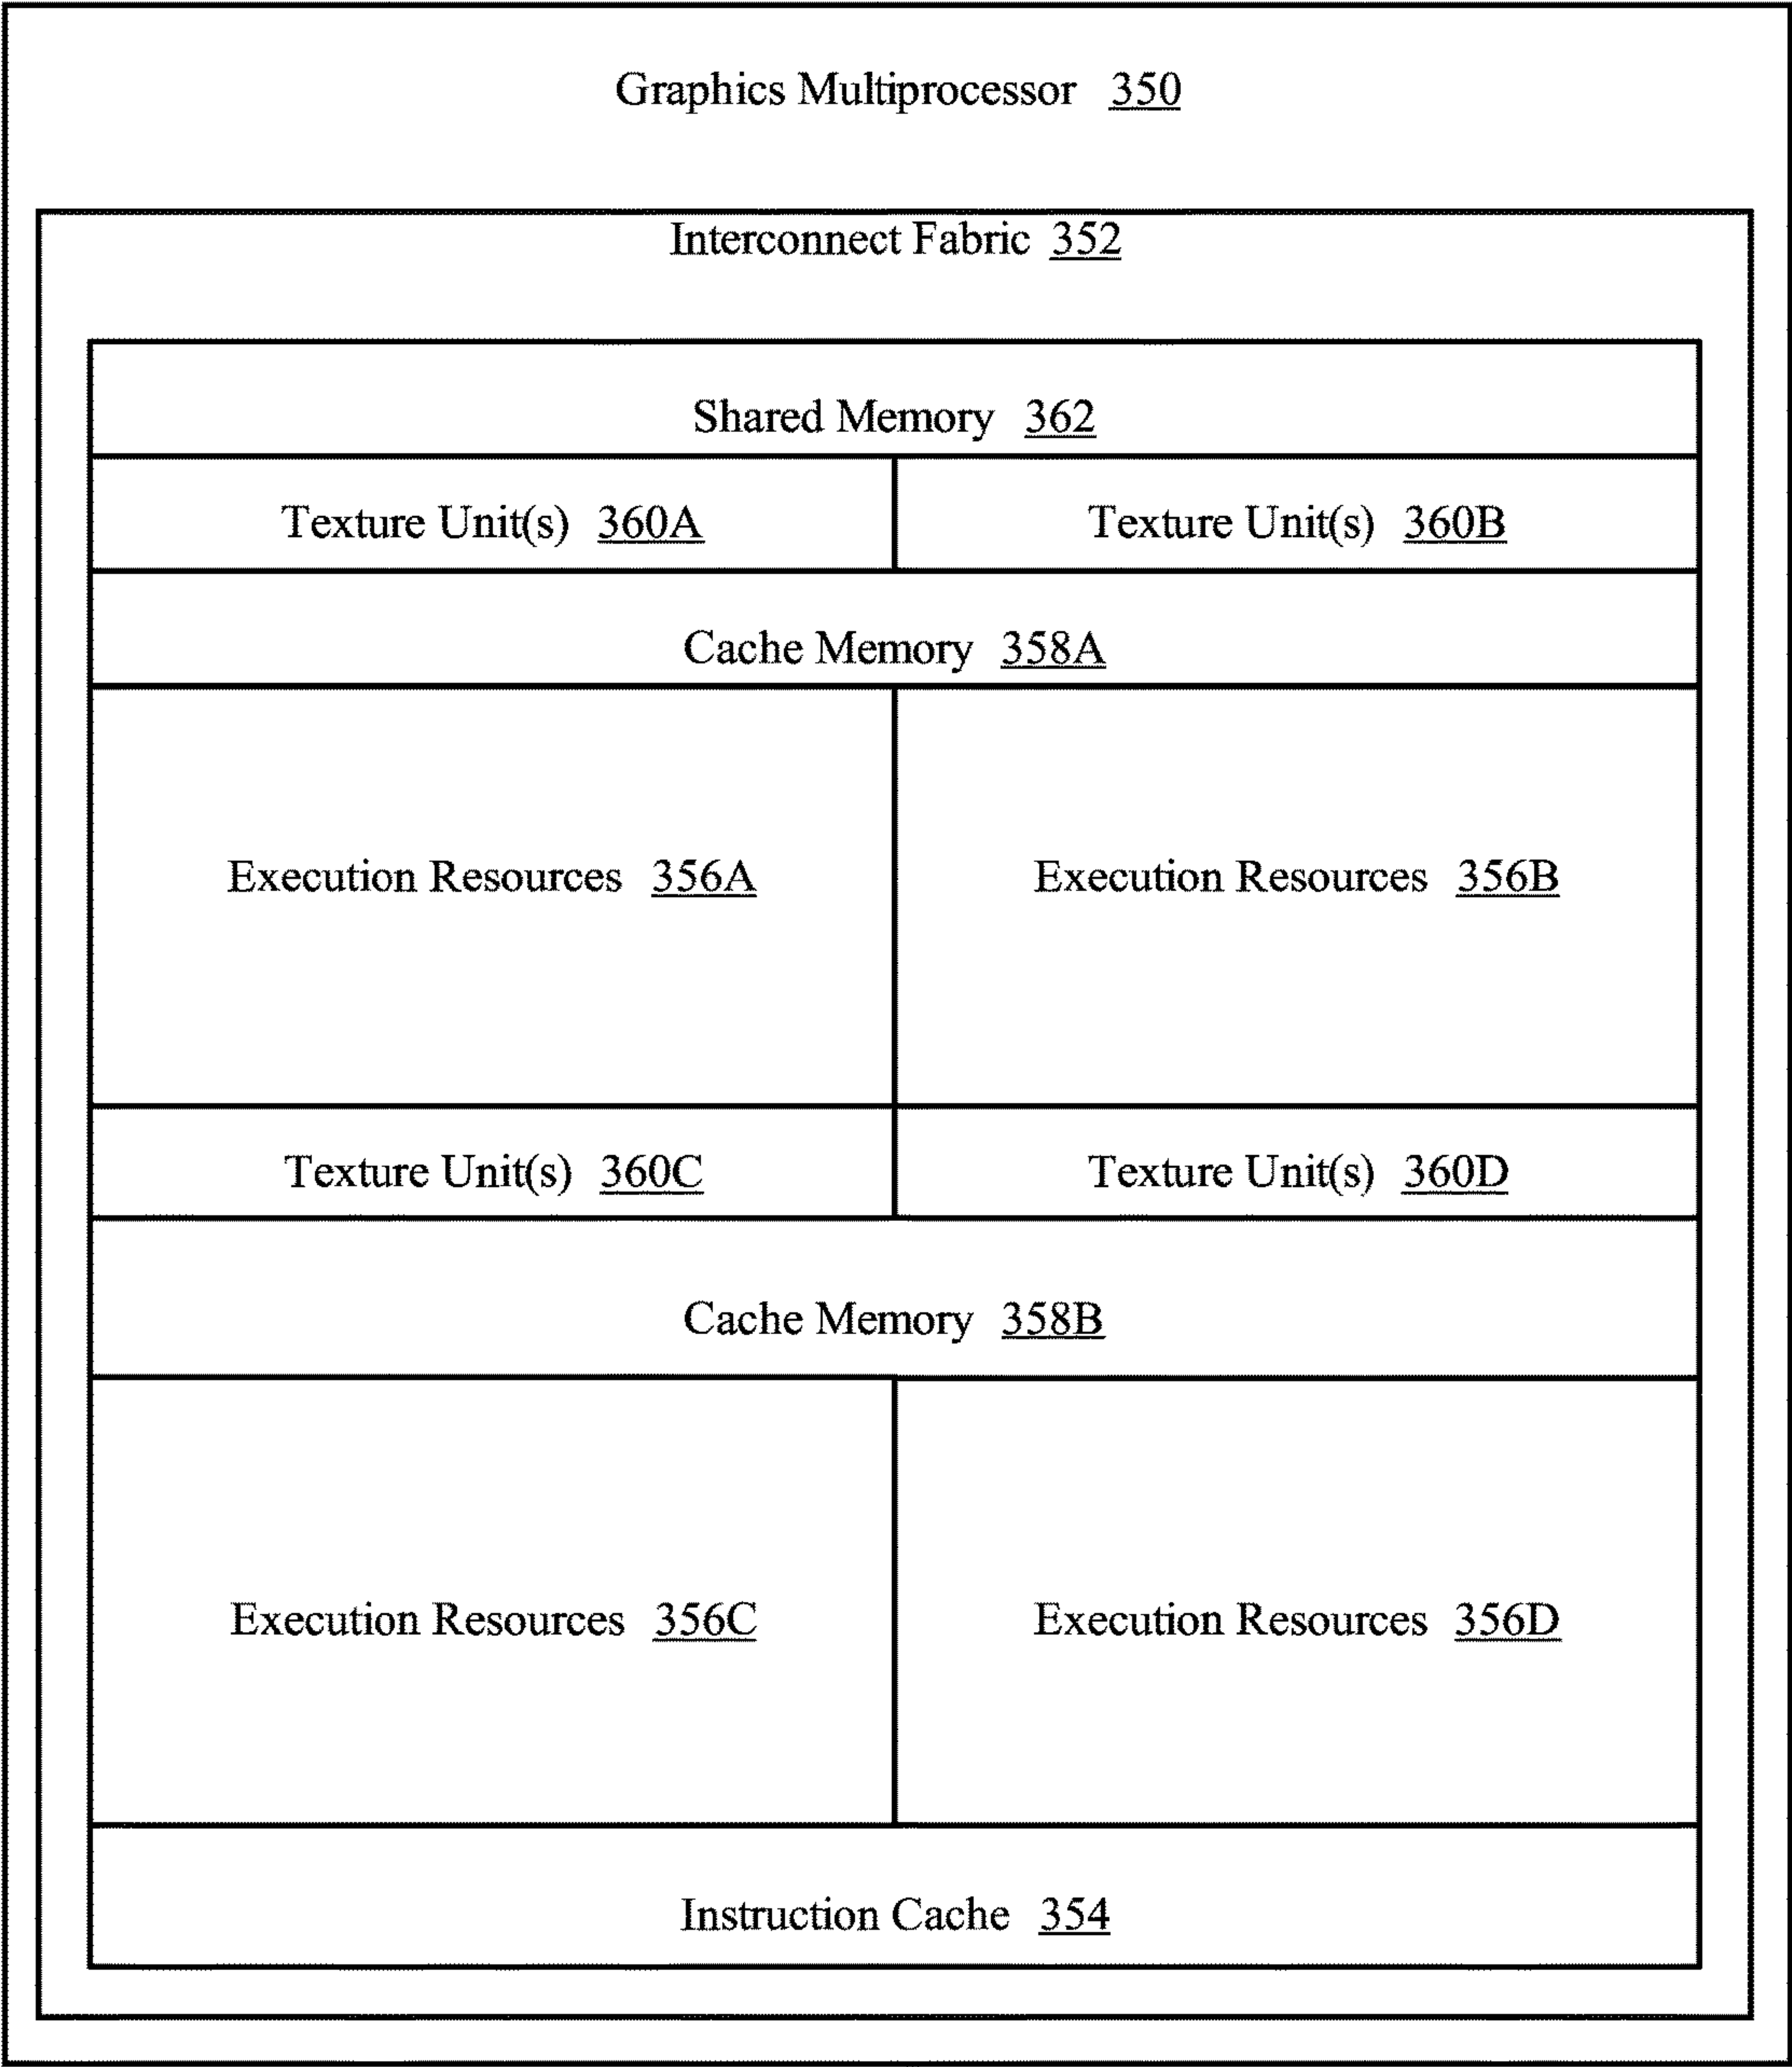 Graphics Multiprocessor 350
Interconnect Fabric 352
Shared Memory 362
Texture Unit(s) 360A
Texture Unit(s) 360B
Cache Memory 358A
Execution Resources 356A
Execution Resources 356B
Texture Unit(s) 360C
Texture Unit(s) 360D
Cache Memory 358B
Execution Resources 356C
Execution Resources 356D
Instruction Cache 354